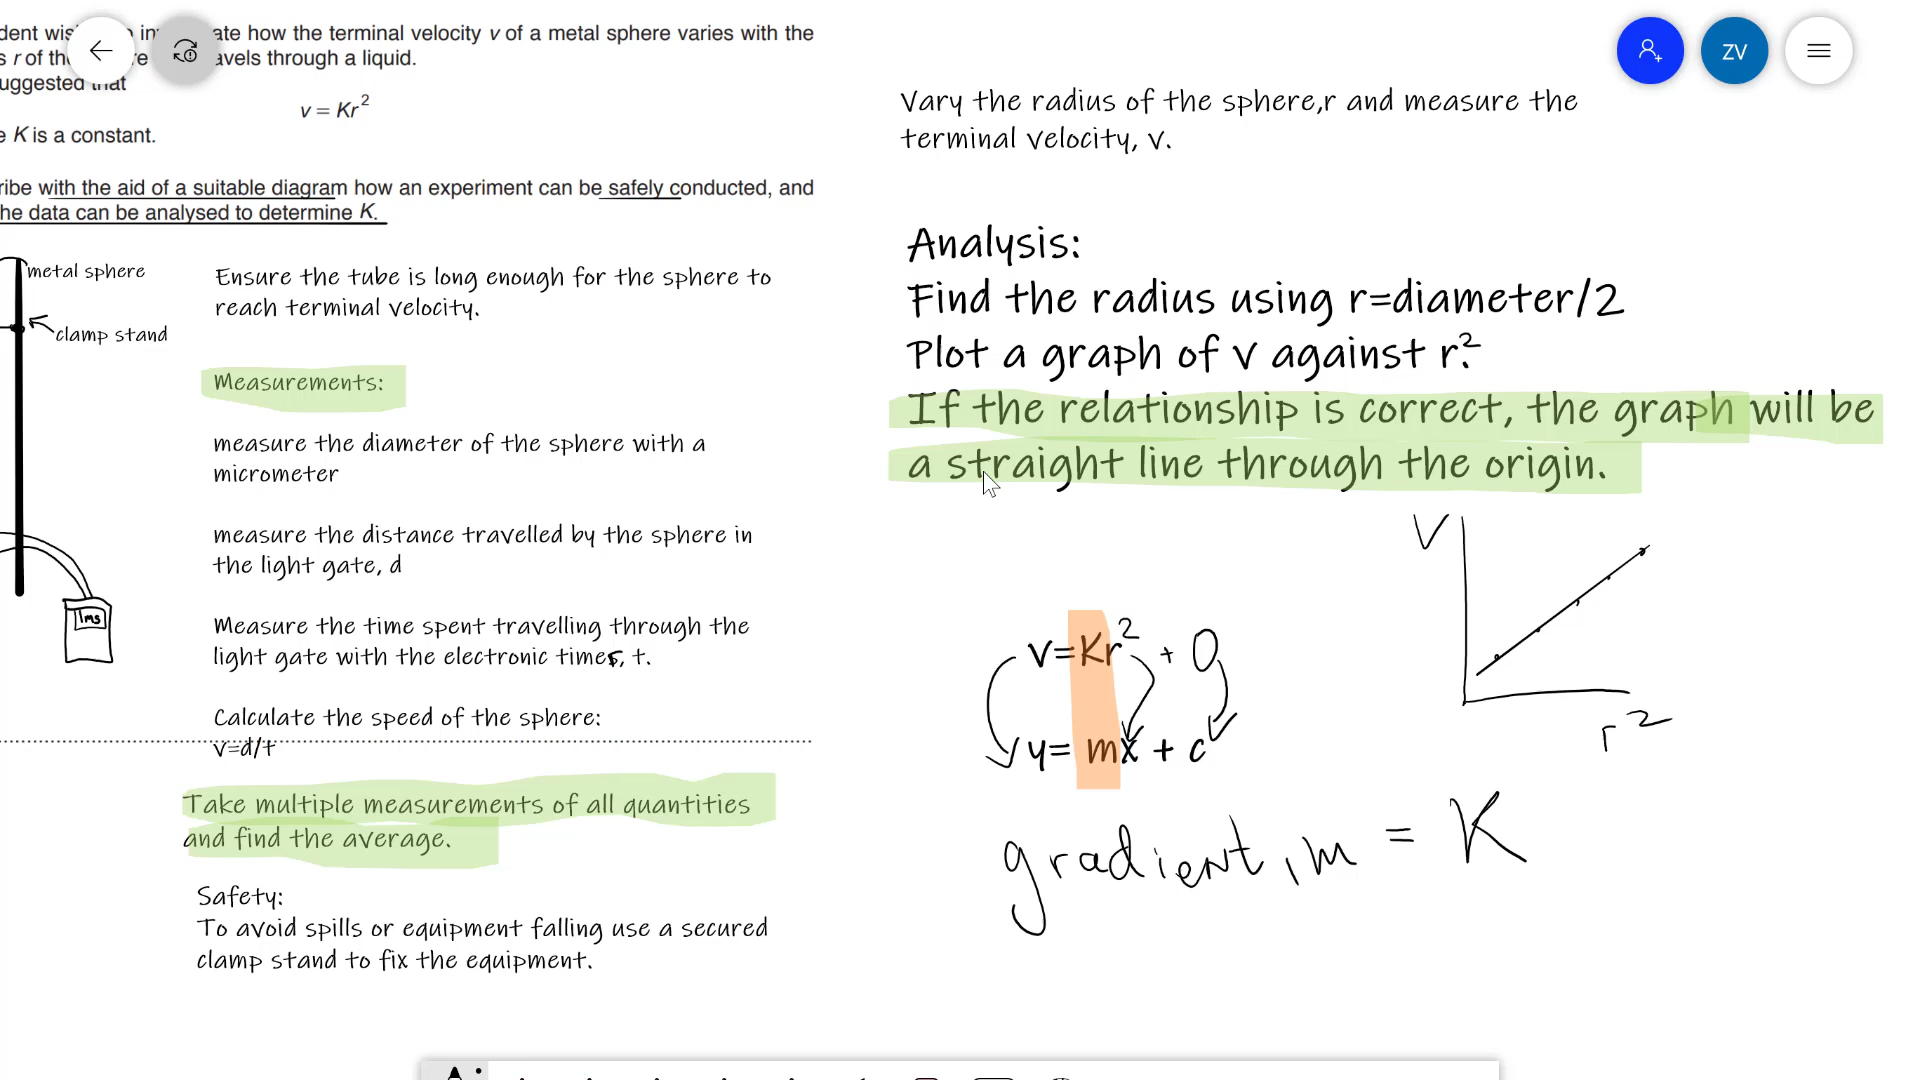 dent wis in ate how the terminal velocity v of a metal sphere varies with the
s r of th re avels through a liquid.
uggested that
v = Kr²
e K is a constant.
ribe with the aid of a suitable diagram how an experiment can be safely conducted, and
he data can be analysed to determine K.
metal sphere
clamp stand
1ms
Ensure the tube is long enough for the sphere to
reach terminal velocity.
Measurements:
measure the diameter of the sphere with a
micrometer
measure the distance travelled by the sphere in
the light gate, d
Measure the time spent travelling through the
light gate with the electronic timer, t.
Calculate the speed of the sphere:
v=d/t
Take multiple measurements of all quantities
and find the average.
Safety:
To avoid spills or equipment falling use a secured
clamp stand to fix the equipment.
ZV
Vary the radius of the sphere,r and measure the
terminal velocity, v.
Analysis:
Find the radius using r=diameter/2
Plot a graph of v against r².
If the relationship is correct, the graph will be
a straight line through the origin.
V
r²
v=Kr² + 0
y= mx + c
gradient, m = K